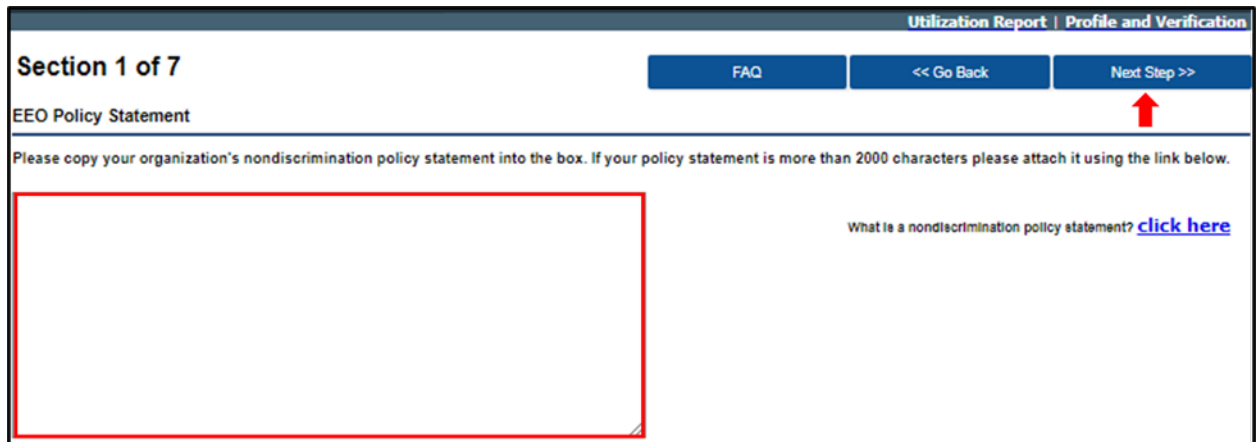 Utilization Report | Profile and Verification
Section 1 of 7
FAQ
<< Go Back
Next Step >>
EEO Policy Statement
Please copy your organization's nondiscrimination policy statement into the box. If your policy statement is more than 2000 characters please attach it using the link below.
What is a nondiscrimination policy statement? click here